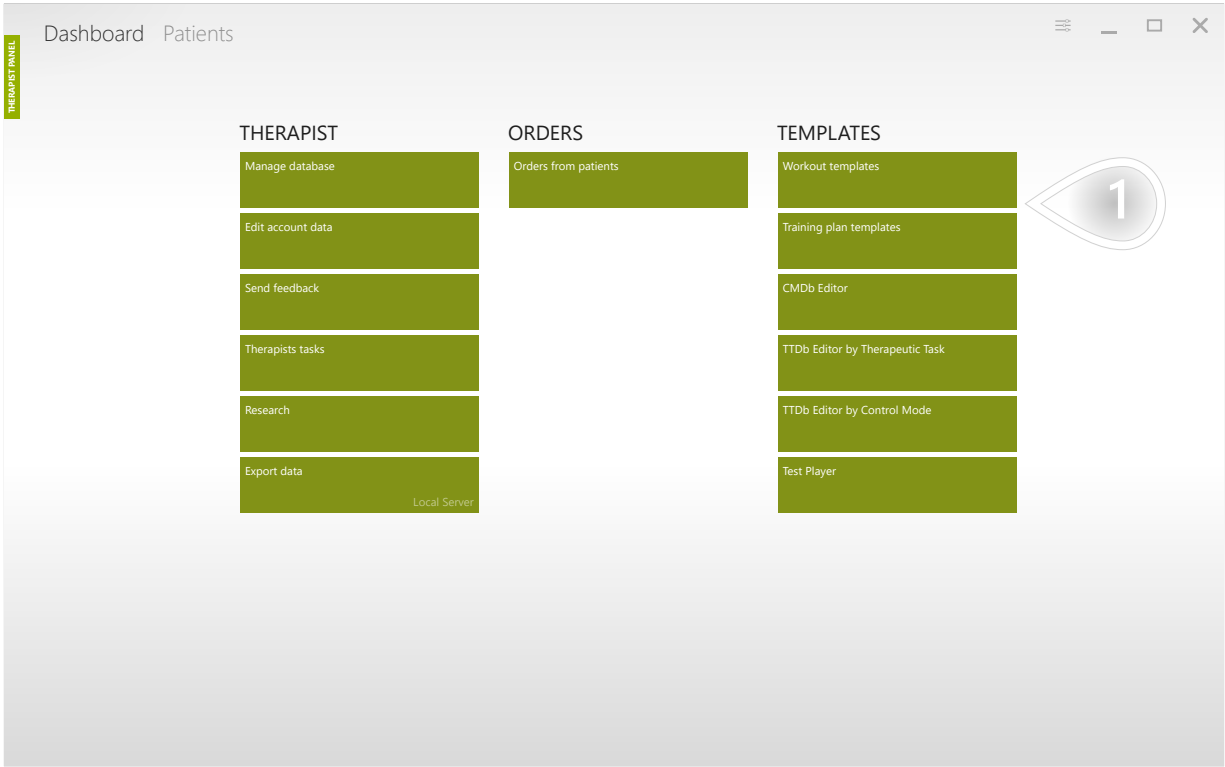 Dashboard Patients
THERAPIST PANEL
THERAPIST
Manage database
Edit account data
Send feedback
Therapists tasks
Research
Export data
Local Server
ORDERS
Orders from patients
TEMPLATES
Workout templates
Training plan templates
CMDb Editor
TTDb Editor by Therapeutic Task
TTDb Editor by Control Mode
Test Player
1